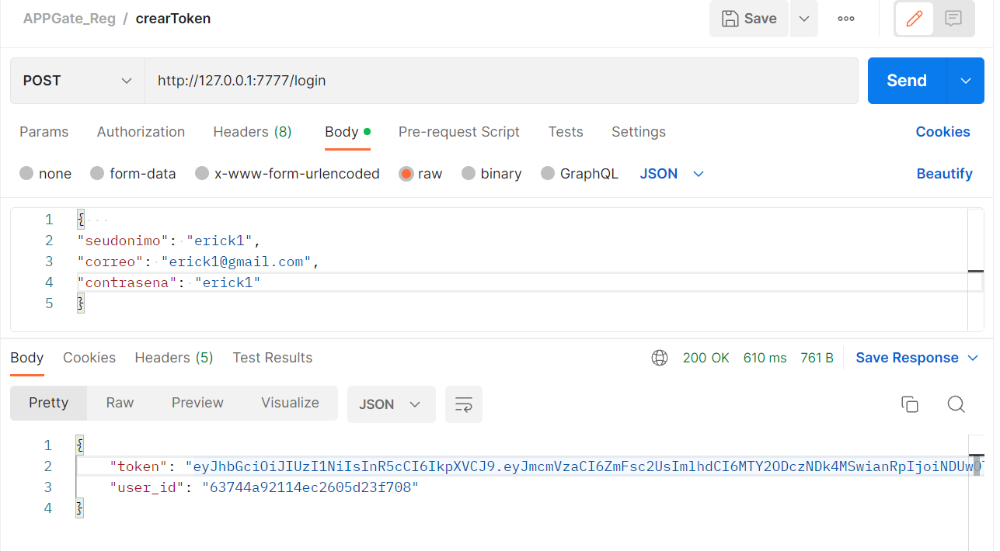 APPGate_Reg / crearToken Save
POST http://127.0.0.1:7777/login Send
Params Authorization Headers (8) Body Pre-request Script Tests Settings Cookies
none form-data x-www-form-urlencoded raw binary GraphQL JSON Beautify
1 {
2 "seudonimo": "erick1",
3 "correo": "erick1@gmail.com",
4 "contrasena": "erick1"
5 }
Body Cookies Headers (5) Test Results 200 OK 610 ms 761 B Save Response
Pretty Raw Preview Visualize JSON
1 {
2 "token": "eyJhbGciOiJIUzI1NiIsInR5cCI6IkpXVCJ9.eyJmcmVzaCI6ZmFsc2UsImlhdCI6MTY2ODczNDk4MSwianRpIjoiNDUw
3 "user_id": "63744a92114ec2605d23f708"
4 }